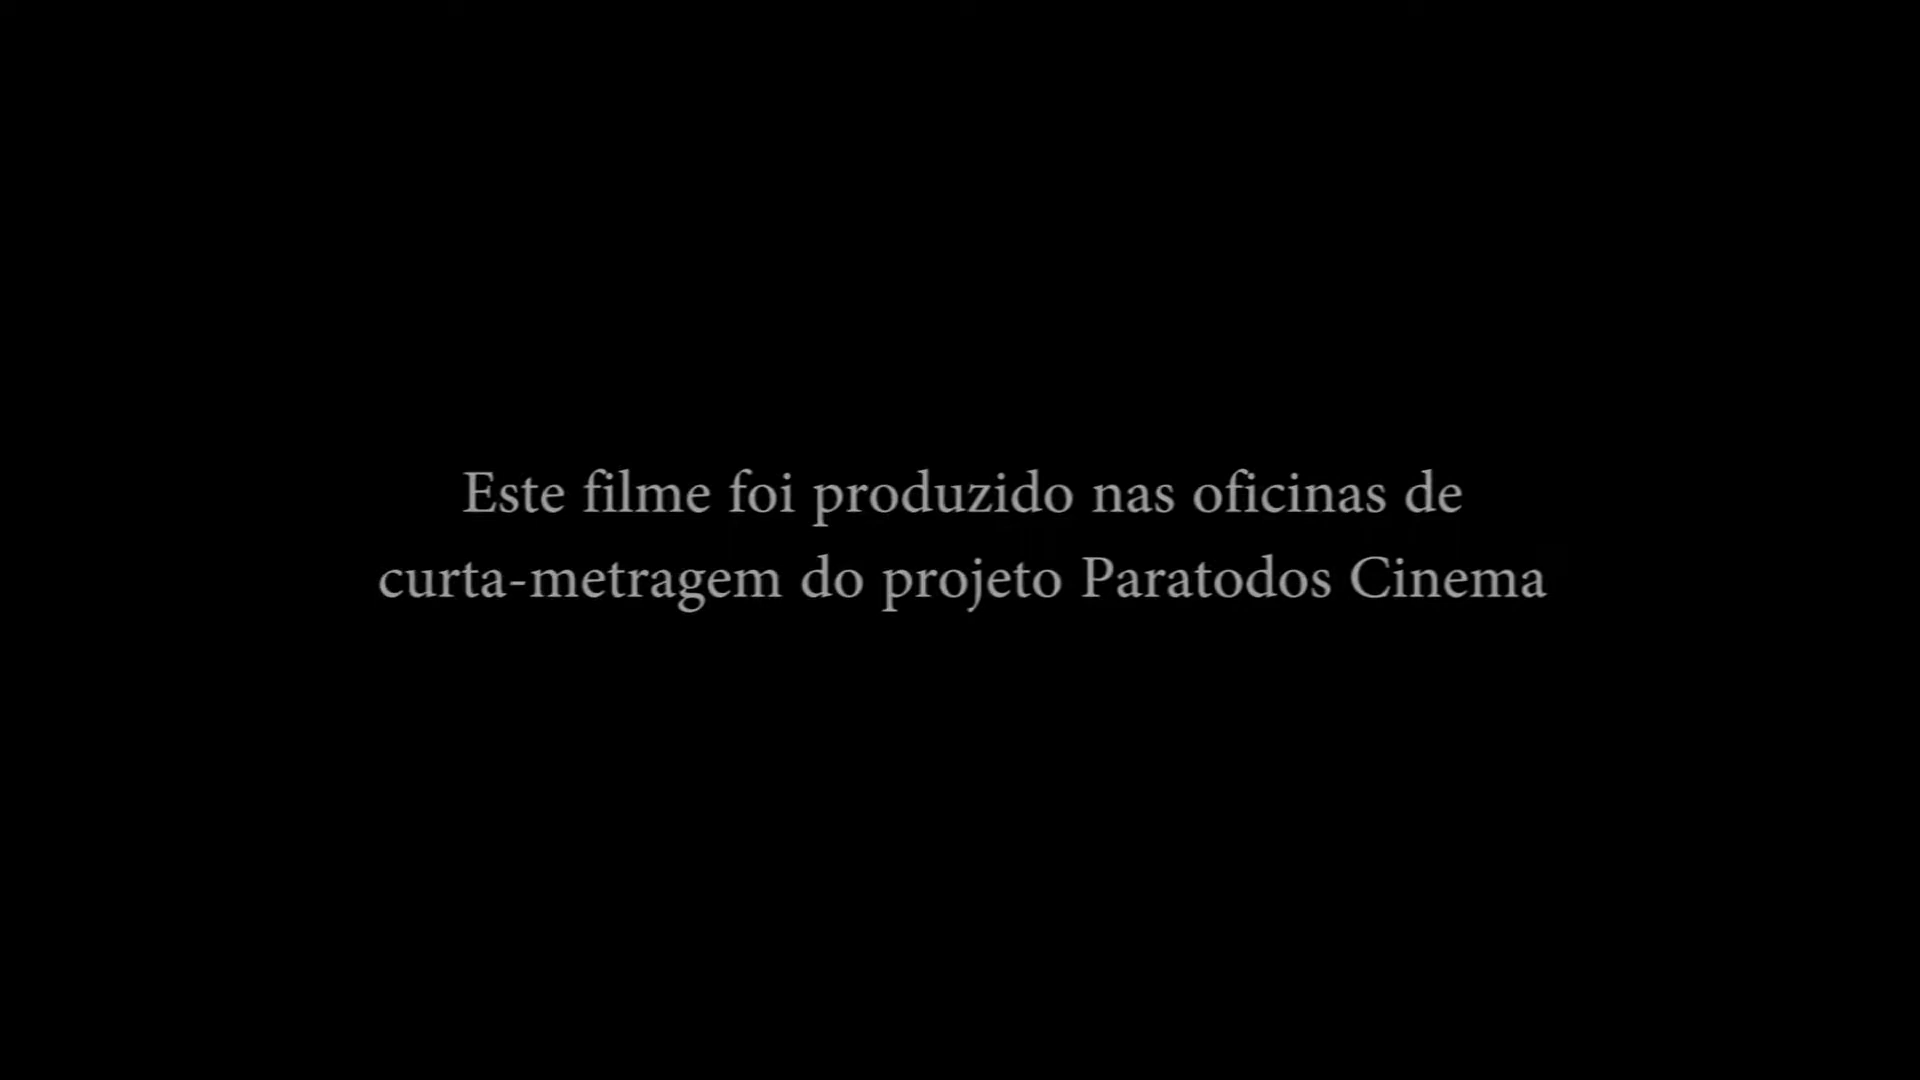 Este filme foi produzido nas oficinas de
curta-metragem do projeto Paratodos Cinema